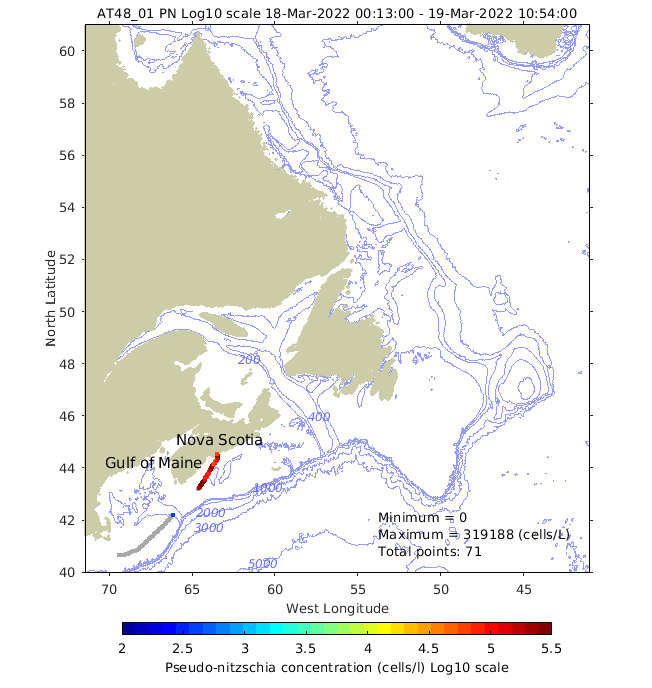 AT48_01 PN Log10 scale 18-Mar-2022 00:13:00 - 19-Mar-2022 10:54:00
60
58
56
54
52
50
48
46
44
42
40
North Latitude
200
400
Nova Scotia
Gulf of Maine
1000
2000
3000
5000
Minimum = 0
Maximum = 319188 (cells/L)
Total points: 71
70 65 60 55 50 45
West Longitude
2 2.5 3 3.5 4 4.5 5 5.5
Pseudo-nitzschia concentration (cells/l) Log10 scale